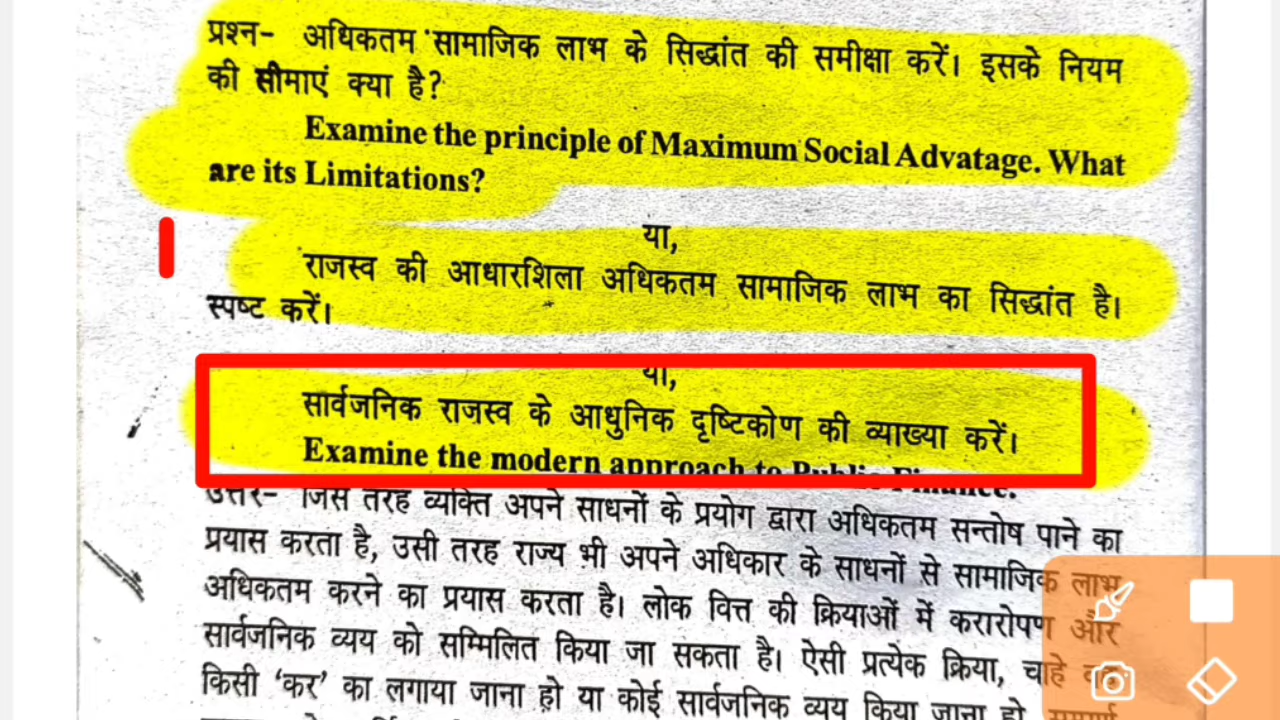 प्रश्न- अधिकतम सामाजिक लाभ के सिद्धांत की समीक्षा करें। इसके नियम
की सीमाएं क्या है?
Examine the principle of Maximum Social Advatage. What
are its Limitations?
या,
राजस्व की आधारशिला अधिकतम सामाजिक लाभ का सिद्धांत है।
स्पष्ट करें।
या,
सार्वजनिक राजस्व के आधुनिक दृष्टिकोण की व्याख्या करें।
Examine the modern approach to Public Finance.
उत्तर- जिस तरह व्यक्ति अपने साधनों के प्रयोग द्वारा अधिकतम सन्तोष पाने का
प्रयास करता है, उसी तरह राज्य भी अपने अधिकार के साधनों से सामाजिक लाभ
अधिकतम करने का प्रयास करता है। लोक वित्त की क्रियाओं में करारोपण और
सार्वजनिक व्यय को सम्मिलित किया जा सकता है। ऐसी प्रत्येक क्रिया, चाहे
किसी ‘कर’ का लगाया जाना हो या कोई सार्वजनिक व्यय किया जाना हो,